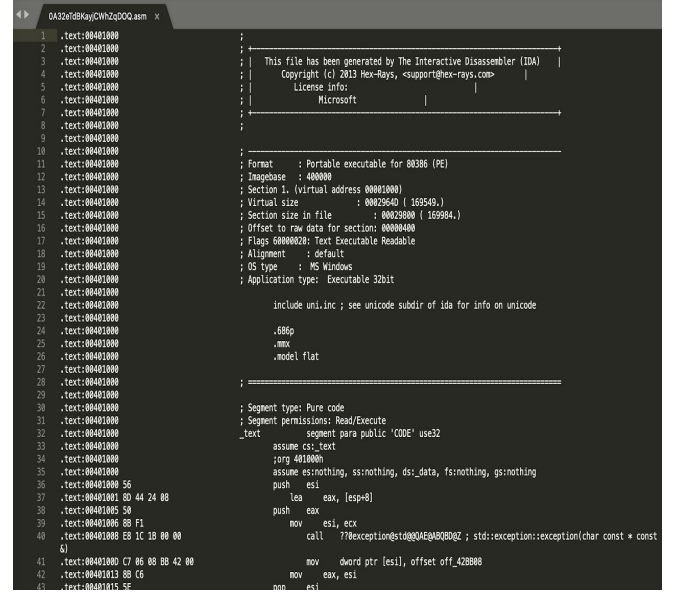 0A32eTdBKayjCWhZqDOQ.asm x
1 .text:00401000 ;
2 .text:00401000 ; +-------------------------------------------------------------------------+
3 .text:00401000 ; | This file has been generated by The Interactive Disassembler (IDA) |
4 .text:00401000 ; | Copyright (c) 2013 Hex-Rays, <support@hex-rays.com> |
5 .text:00401000 ; | License info: |
6 .text:00401000 ; | Microsoft |
7 .text:00401000 ; +-------------------------------------------------------------------------+
8 .text:00401000 ;
9 .text:00401000
10 .text:00401000 ; ---------------------------------------------------------------------------
11 .text:00401000 ; Format : Portable executable for 80386 (PE)
12 .text:00401000 ; Imagebase : 400000
13 .text:00401000 ; Section 1. (virtual address 00001000)
14 .text:00401000 ; Virtual size : 0002964D ( 169549.)
15 .text:00401000 ; Section size in file : 00029800 ( 169984.)
16 .text:00401000 ; Offset to raw data for section: 00000400
17 .text:00401000 ; Flags 60000020: Text Executable Readable
18 .text:00401000 ; Alignment : default
19 .text:00401000 ; OS type : MS Windows
20 .text:00401000 ; Application type: Executable 32bit
21 .text:00401000
22 .text:00401000 include uni.inc ; see unicode subdir of ida for info on unicode
23 .text:00401000
24 .text:00401000 .686p
25 .text:00401000 .mmx
26 .text:00401000 .model flat
27 .text:00401000
28 .text:00401000 ; ===========================================================================
29 .text:00401000
30 .text:00401000 ; Segment type: Pure code
31 .text:00401000 ; Segment permissions: Read/Execute
32 .text:00401000 _text segment para public 'CODE' use32
33 .text:00401000 assume cs:_text
34 .text:00401000 ;org 401000h
35 .text:00401000 assume es:nothing, ss:nothing, ds:_data, fs:nothing, gs:nothing
36 .text:00401000 56 push esi
37 .text:00401001 8D 44 24 08 lea eax, [esp+8]
38 .text:00401005 50 push eax
39 .text:00401006 8B F1 mov esi, ecx
40 .text:00401008 E8 1C 1B 00 00 call ??0exception@std@@QAE@ABQBD@Z ; std::exception::exception(char const * const
&)
41 .text:0040100D C7 06 08 BB 42 00 mov dword ptr [esi], offset off_42BB08
42 .text:00401013 8B C6 mov eax, esi
43 .text:00401015 5E pop esi